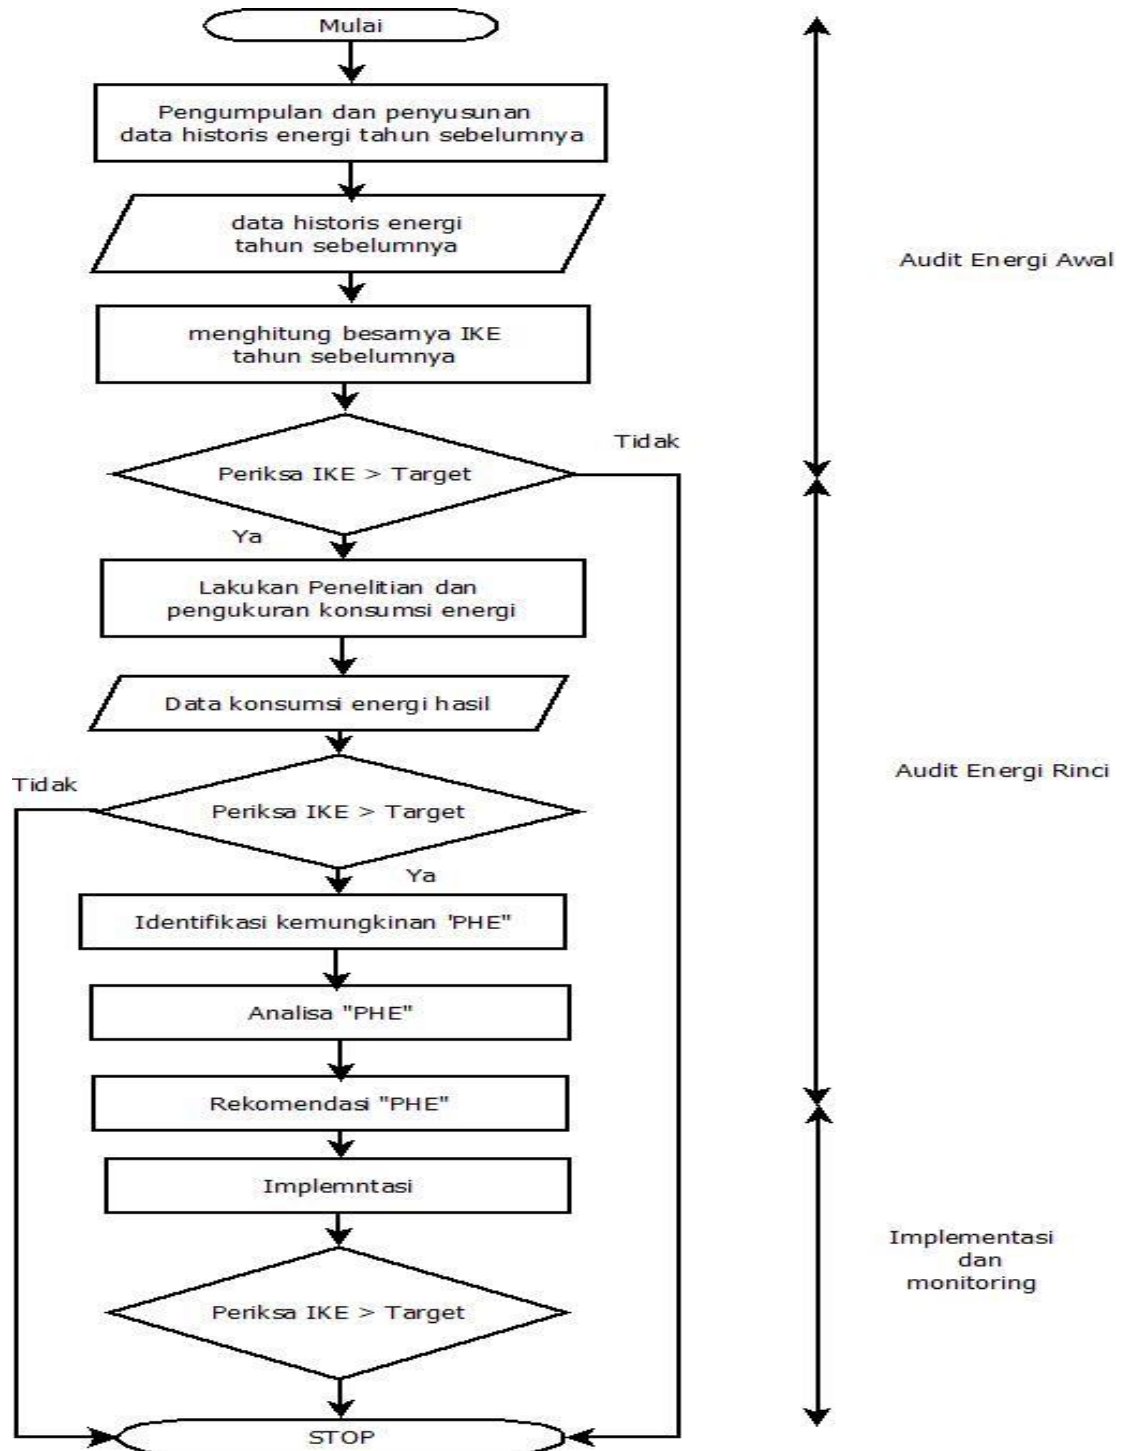 Mulai
Pengumpulan dan penyusunan
data historis energi tahun sebelumnya
data historis energi
tahun sebelumnya
Audit Energi Awal
menghitung besarnya IKE
tahun sebelumnya
Tidak
Periksa IKE > Target
Ya
Lakukan Penelitian dan
pengukuran konsumsi energi
Data konsumsi energi hasil
Audit Energi Rinci
Tidak
Periksa IKE > Target
Ya
Identifikasi kemungkinan "PHE"
Analisa "PHE"
Rekomendasi "PHE"
Implemntasi
Implementasi
dan
monitoring
Periksa IKE > Target
STOP